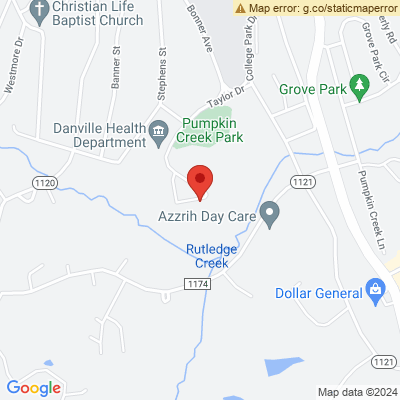 Map error: g.co/staticmaperror
Christian Life
Baptist Church
Westmore Dr
Banner St
Stephens St
Bonner Ave
College Park D
Taylor Dr
Grove Park Cir
erly Rd
Grove Park
Danville Health
Department
Pumpkin
Creek Park
1120
1121
Pumpkin Creek Ln
Azzrih Day Care
Rutledge
Creek
1174
Dollar General
1121
Google
Map data ©2024